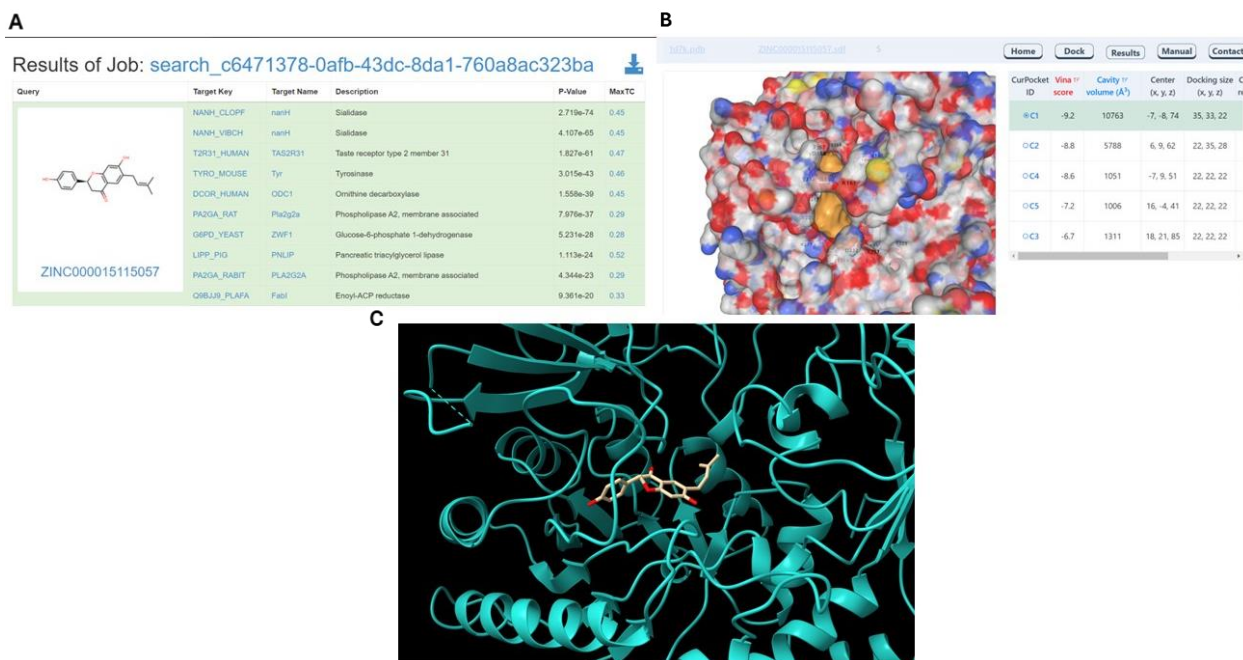 A
Results of Job: search_c6471378-0afb-43dc-8da1-760a8ac323ba
Query Target Key Target Name Description P-Value MaxTC
NANH_CLOPF nanH Sialidase 2.719e-74 0.45
NANH_VIBCH nanH Sialidase 4.107e-65 0.45
T2R31_HUMAN TAS2R31 Taste receptor type 2 member 31 1.827e-61 0.47
TYRO_MOUSE Tyr Tyrosinase 3.015e-43 0.46
DCOR_HUMAN ODC1 Ornithine decarboxylase 1.558e-39 0.45
PA2GA_RAT Pla2g2a Phospholipase A2, membrane associated 7.976e-37 0.29
G6PD_YEAST ZWF1 Glucose-6-phosphate 1-dehydrogenase 5.231e-28 0.28
LIPP_PIG PNLIP Pancreatic triacylglycerol lipase 1.113e-24 0.52
PA2GA_RABIT PLA2G2A Phospholipase A2, membrane associated 4.344e-23 0.29
Q9BJJ9_PLAFA FabI Enoyl-ACP reductase 9.361e-20 0.33
ZINC000015115057
B
ZINC000015115057.sdf 5
Home Dock Results Manual Contact
CurPocket Vina Cavity Center Docking size
ID score volume (Å³) (x, y, z) (x, y, z)
C1 -9.2 10763 -7, -8, 74 35, 33, 22
C2 -8.8 5788 6, 9, 62 22, 35, 28
C4 -8.6 1051 -7, 9, 51 22, 22, 22
C5 -7.2 1006 16, -4, 41 22, 22, 22
C3 -6.7 1311 18, 21, 85 22, 22, 22
C